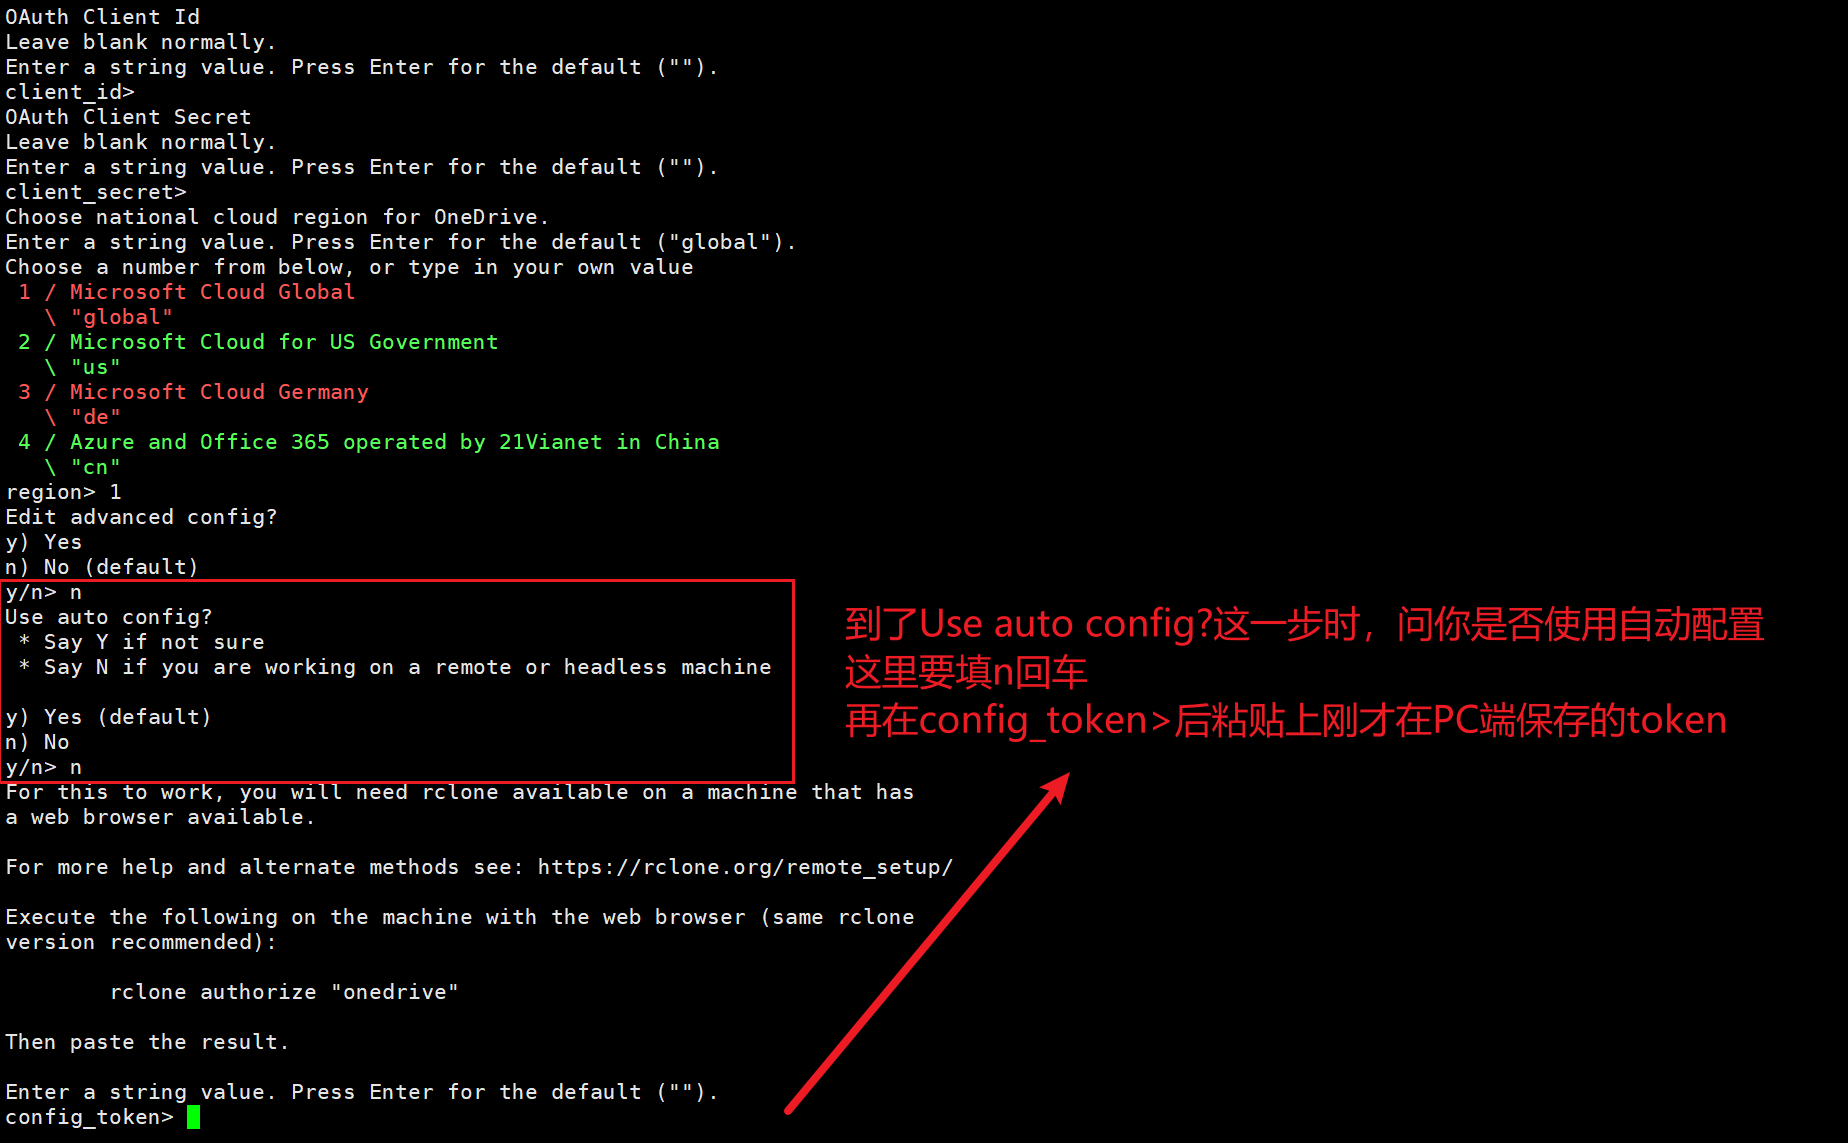 OAuth Client Id
Leave blank normally.
Enter a string value. Press Enter for the default ("").
client_id>
OAuth Client Secret
Leave blank normally.
Enter a string value. Press Enter for the default ("").
client_secret>
Choose national cloud region for OneDrive.
Enter a string value. Press Enter for the default ("global").
Choose a number from below, or type in your own value
 1 / Microsoft Cloud Global
   \ "global"
 2 / Microsoft Cloud for US Government
   \ "us"
 3 / Microsoft Cloud Germany
   \ "de"
 4 / Azure and Office 365 operated by 21Vianet in China
   \ "cn"
region> 1
Edit advanced config?
y) Yes
n) No (default)
y/n> n
Use auto config?
 * Say Y if not sure
 * Say N if you are working on a remote or headless machine
y) Yes (default)
n) No
y/n> n
到了Use auto config?这一步时，问你是否使用自动配置
这里要填n回车
再在config_token>后粘贴上刚才在PC端保存的token
For this to work, you will need rclone available on a machine that has
a web browser available.
For more help and alternate methods see: https://rclone.org/remote_setup/
Execute the following on the machine with the web browser (same rclone
version recommended):
        rclone authorize "onedrive"
Then paste the result.
Enter a string value. Press Enter for the default ("").
config_token>